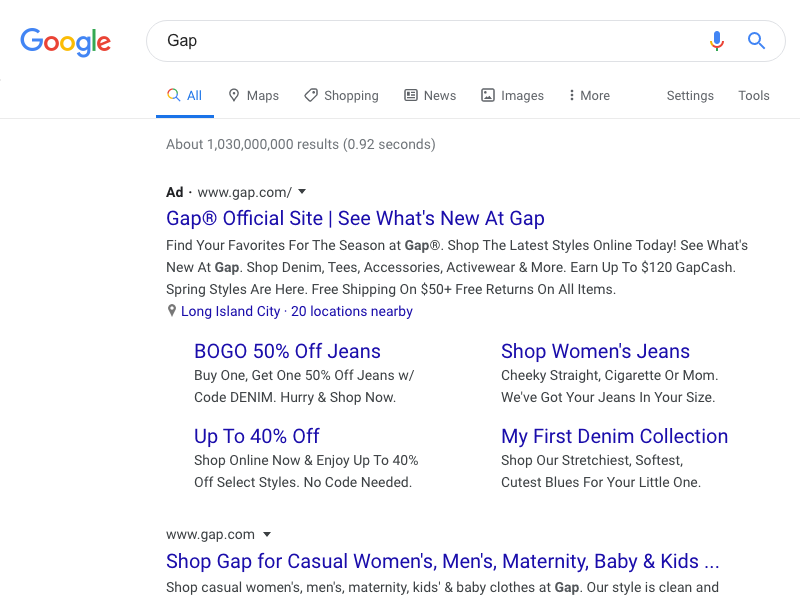 Google
Gap
All Maps Shopping News Images More Settings Tools
About 1,030,000,000 results (0.92 seconds)
Ad · www.gap.com/
Gap® Official Site | See What's New At Gap
Find Your Favorites For The Season at Gap®. Shop The Latest Styles Online Today! See What's
New At Gap. Shop Denim, Tees, Accessories, Activewear & More. Earn Up To $120 GapCash.
Spring Styles Are Here. Free Shipping On $50+ Free Returns On All Items.
Long Island City · 20 locations nearby
BOGO 50% Off Jeans
Buy One, Get One 50% Off Jeans w/
Code DENIM. Hurry & Shop Now.
Shop Women's Jeans
Cheeky Straight, Cigarette Or Mom.
We've Got Your Jeans In Your Size.
Up To 40% Off
Shop Online Now & Enjoy Up To 40%
Off Select Styles. No Code Needed.
My First Denim Collection
Shop Our Stretchiest, Softest,
Cutest Blues For Your Little One.
www.gap.com
Shop Gap for Casual Women's, Men's, Maternity, Baby & Kids ...
Shop casual women's, men's, maternity, kids' & baby clothes at Gap. Our style is clean and